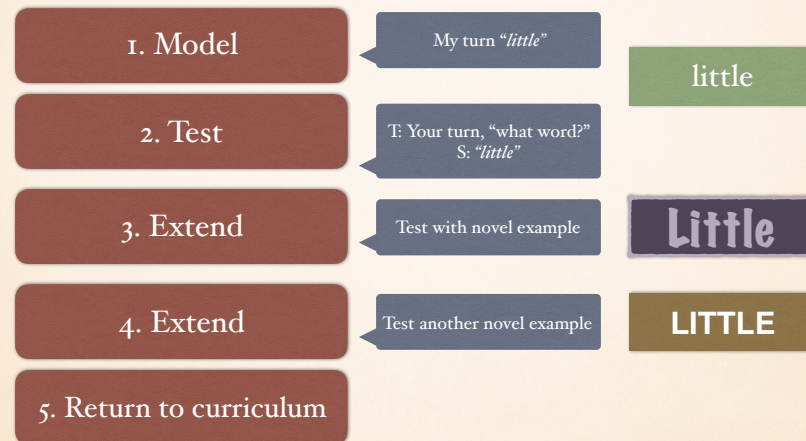 1. Model
My turn “little”
little
2. Test
T: Your turn, “what word?”
S: “little”
3. Extend
Test with novel example
Little
4. Extend
Test another novel example
LITTLE
5. Return to curriculum